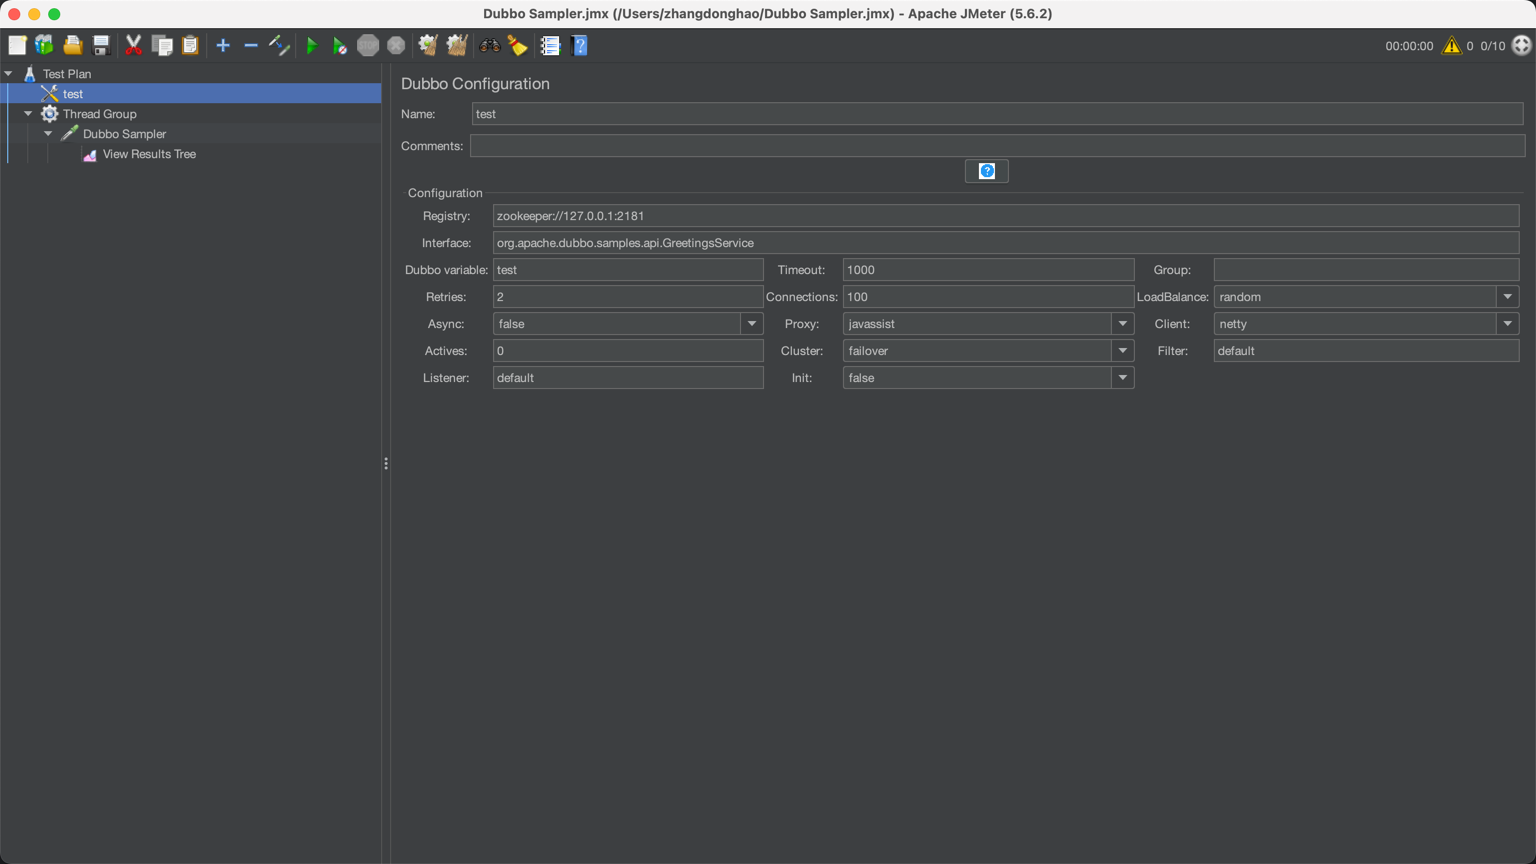 Dubbo Sampler.jmx (/Users/zhangdonghao/Dubbo Sampler.jmx) - Apache JMeter (5.6.2)
STOP
00:00:00 0 0/10
Test Plan
test
Thread Group
Dubbo Sampler
View Results Tree
Dubbo Configuration
Name: test
Comments:
?
Configuration
Registry: zookeeper://127.0.0.1:2181
Interface: org.apache.dubbo.samples.api.GreetingsService
Dubbo variable: test Timeout: 1000 Group:
Retries: 2 Connections: 100 LoadBalance: random
Async: false Proxy: javassist Client: netty
Actives: 0 Cluster: failover Filter: default
Listener: default Init: false